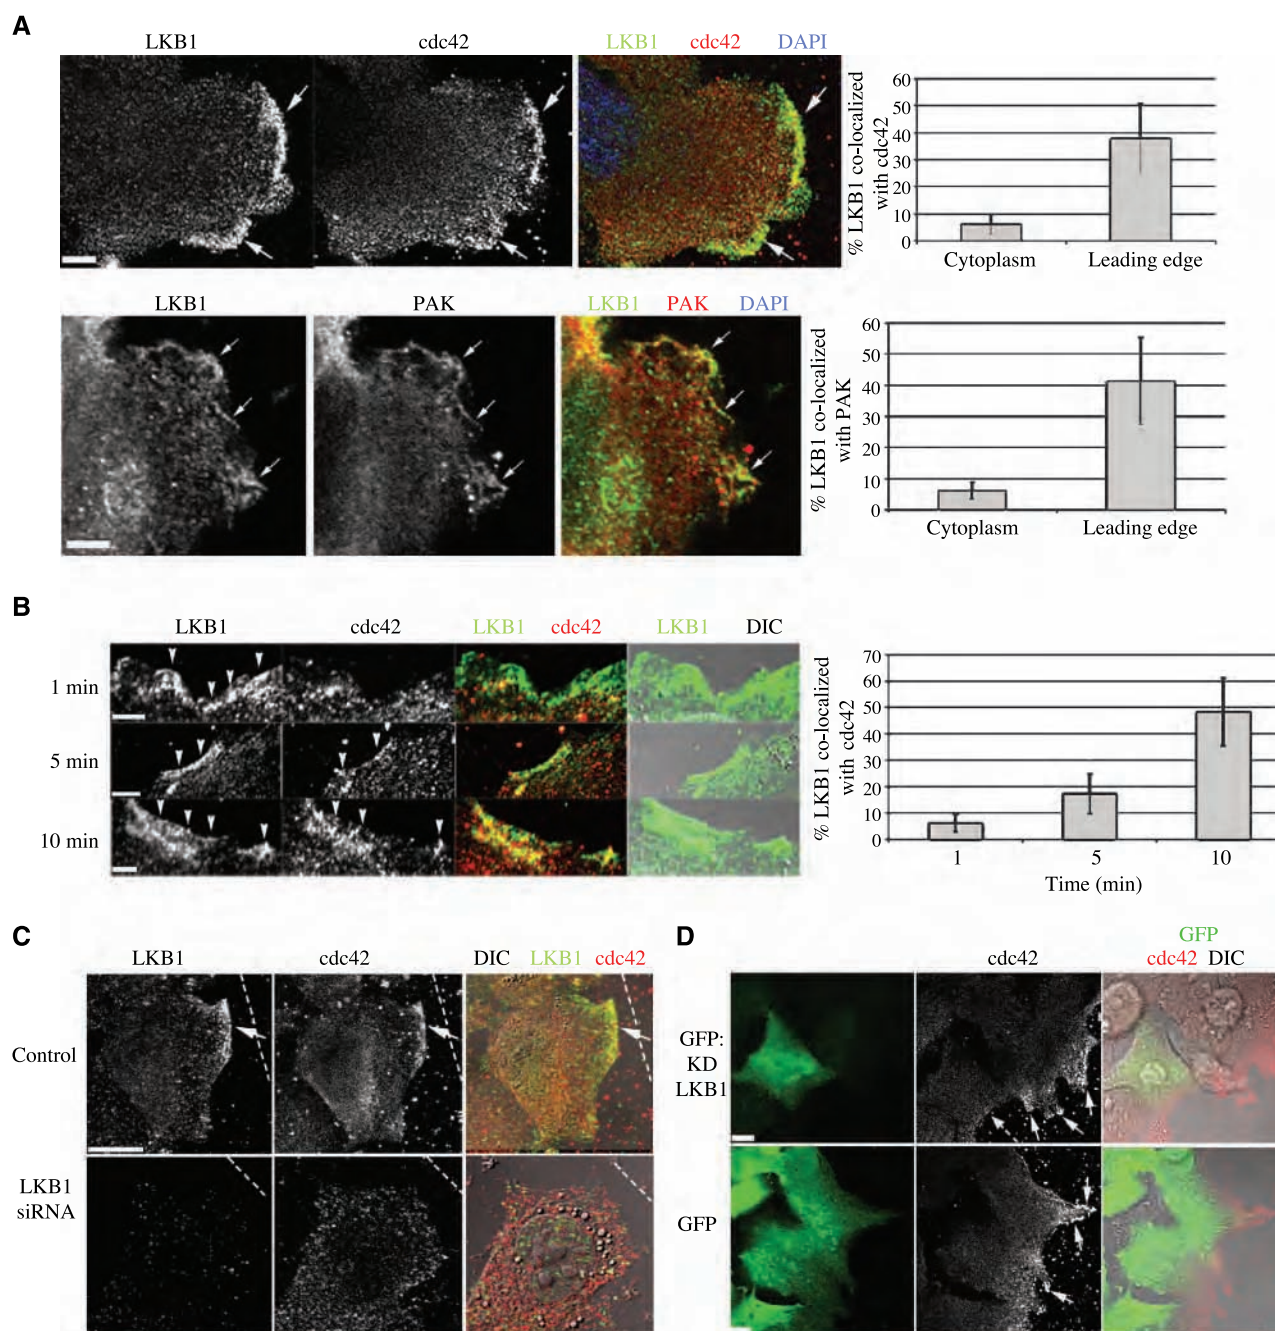 A
LKB1 cdc42 LKB1 cdc42 DAPI
% LKB1 co-localized
with cdc42
60
50
40
30
20
10
0
Cytoplasm Leading edge
LKB1 PAK LKB1 PAK DAPI
% LKB1 co-localized
with PAK
60
50
40
30
20
10
0
Cytoplasm Leading edge
B
LKB1 cdc42 LKB1 cdc42 LKB1 DIC
1 min
5 min
10 min
% LKB1 co-localized
with cdc42
70
60
50
40
30
20
10
0
1 5 10
Time (min)
C
LKB1 cdc42 DIC LKB1 cdc42
Control
LKB1
siRNA
D
GFP
cdc42 cdc42 DIC
GFP:
KD
LKB1
GFP